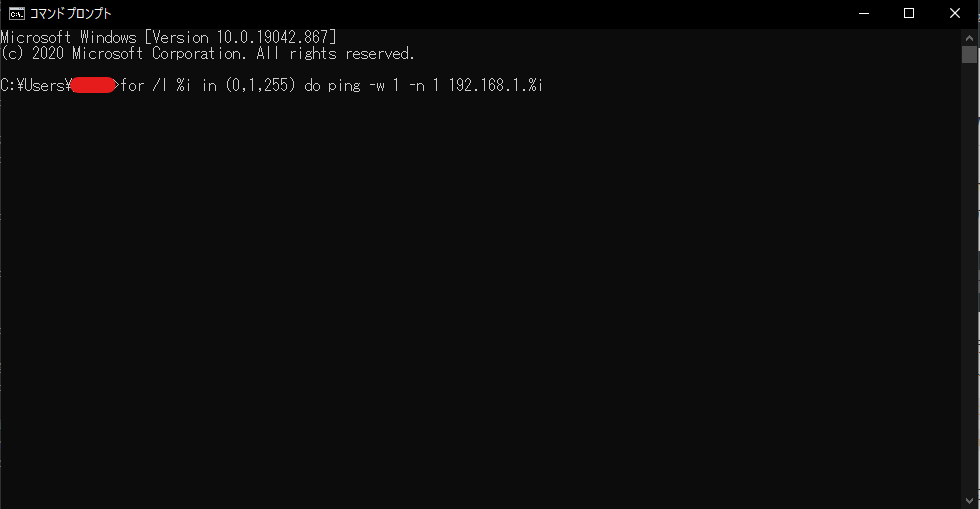 コマンドプロンプト
Microsoft Windows [Version 10.0.19042.867]
(c) 2020 Microsoft Corporation. All rights reserved.
C:¥Users¥>for /l %i in (0,1,255) do ping -w 1 -n 1 192.168.1.%i